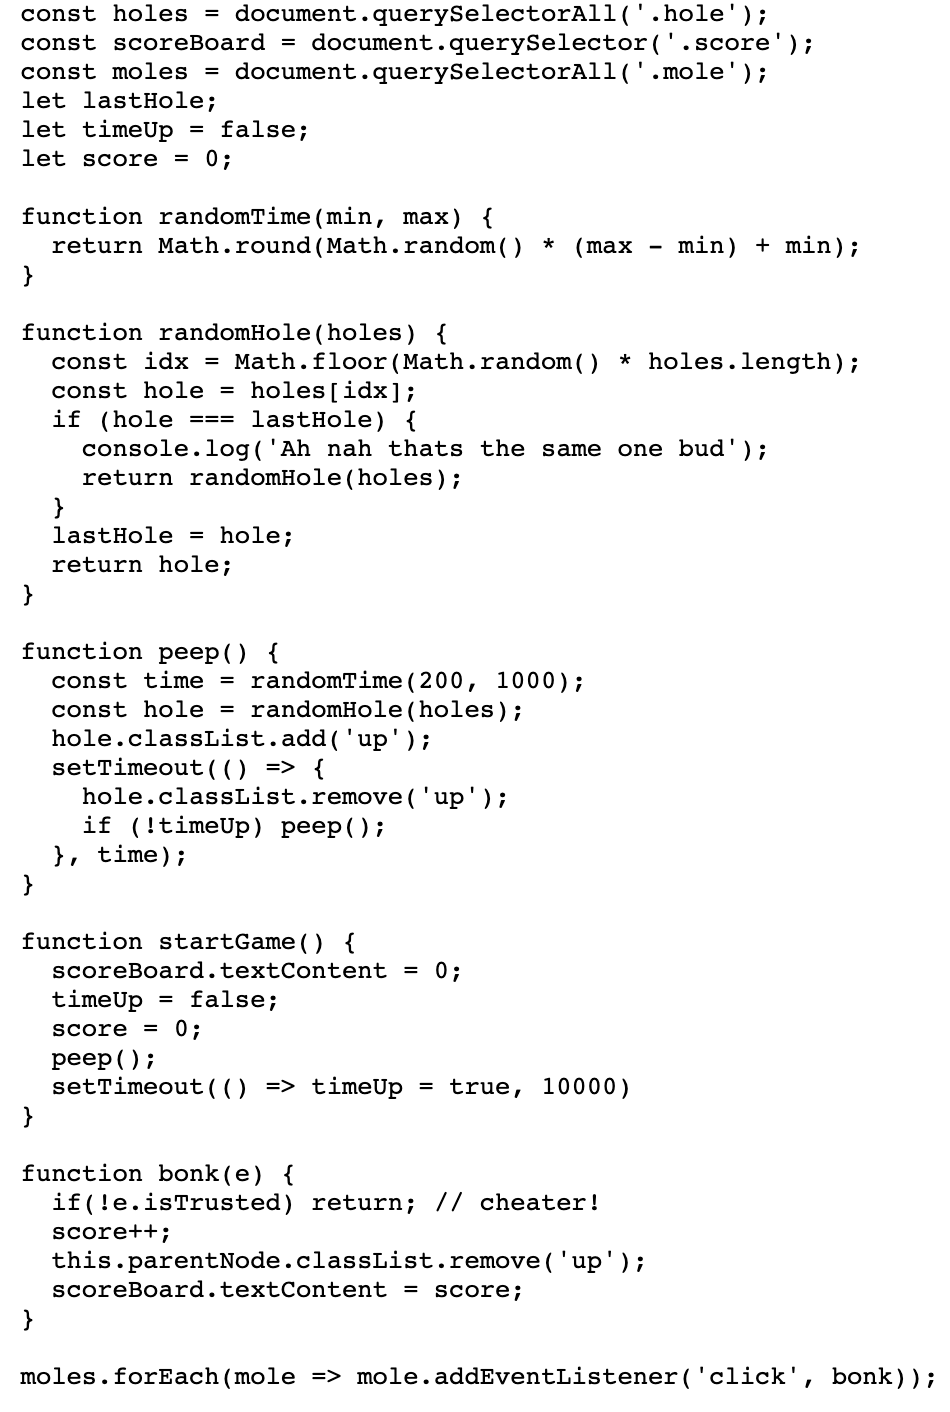 const holes = document.querySelectorAll('.hole');
const scoreBoard = document.querySelector('.score');
const moles = document.querySelectorAll('.mole');
let lastHole;
let timeUp = false;
let score = 0;

function randomTime(min, max) {
  return Math.round(Math.random() * (max - min) + min);
}

function randomHole(holes) {
  const idx = Math.floor(Math.random() * holes.length);
  const hole = holes[idx];
  if (hole === lastHole) {
    console.log('Ah nah thats the same one bud');
    return randomHole(holes);
  }
  lastHole = hole;
  return hole;
}

function peep() {
  const time = randomTime(200, 1000);
  const hole = randomHole(holes);
  hole.classList.add('up');
  setTimeout(() => {
    hole.classList.remove('up');
    if (!timeUp) peep();
  }, time);
}

function startGame() {
  scoreBoard.textContent = 0;
  timeUp = false;
  score = 0;
  peep();
  setTimeout(() => timeUp = true, 10000)
}

function bonk(e) {
  if(!e.isTrusted) return; // cheater!
  score++;
  this.parentNode.classList.remove('up');
  scoreBoard.textContent = score;
}

moles.forEach(mole => mole.addEventListener('click', bonk));